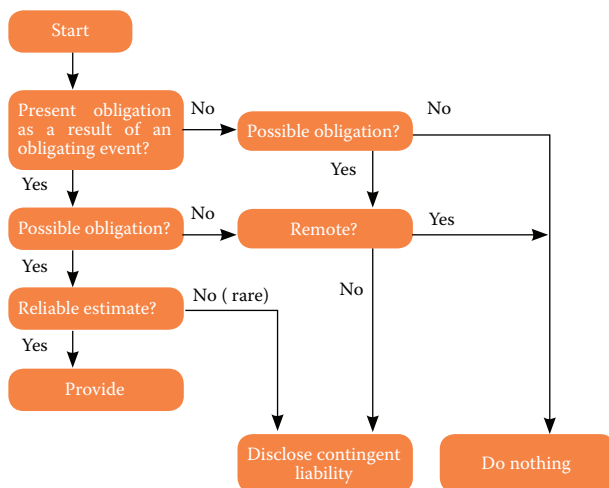 Start
Present obligation
as a result of an
obligating event?
No
No
Possible obligation?
Yes
Yes
Possible obligation?
No
Remote?
Yes
Yes
No
Reliable estimate?
No ( rare)
Yes
Provide
Disclose contingent
liability
Do nothing